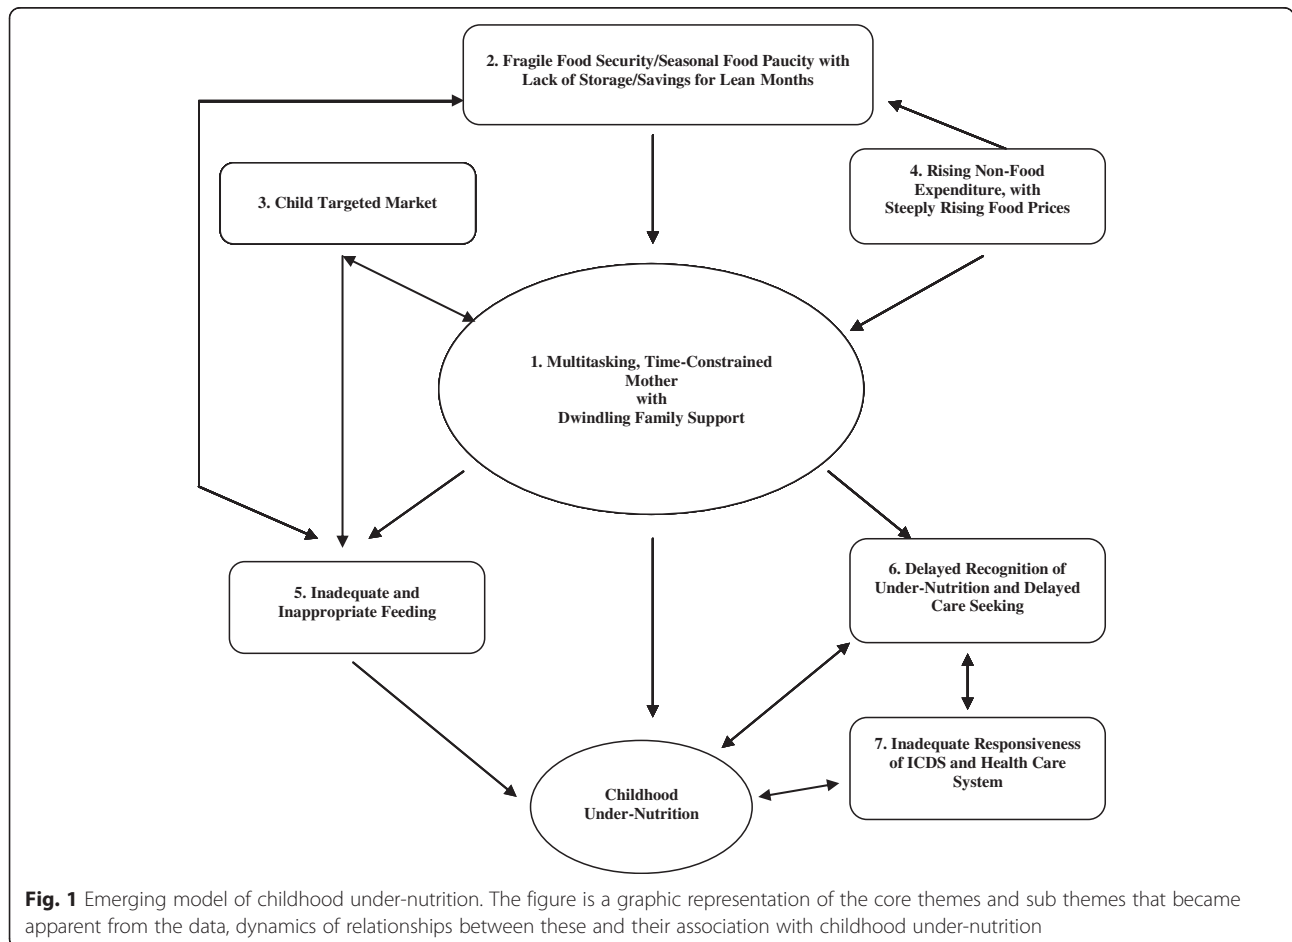 2. Fragile Food Security/Seasonal Food Paucity with
Lack of Storage/Savings for Lean Months
3. Child Targeted Market
4. Rising Non-Food
Expenditure, with
Steeply Rising Food Prices
1. Multitasking, Time-Constrained
Mother
with
Dwindling Family Support
5. Inadequate and
Inappropriate Feeding
6. Delayed Recognition of
Under-Nutrition and Delayed
Care Seeking
7. Inadequate Responsiveness
of ICDS and Health Care
System
Childhood
Under-Nutrition
Fig. 1 Emerging model of childhood under-nutrition. The figure is a graphic representation of the core themes and sub themes that became
apparent from the data, dynamics of relationships between these and their association with childhood under-nutrition